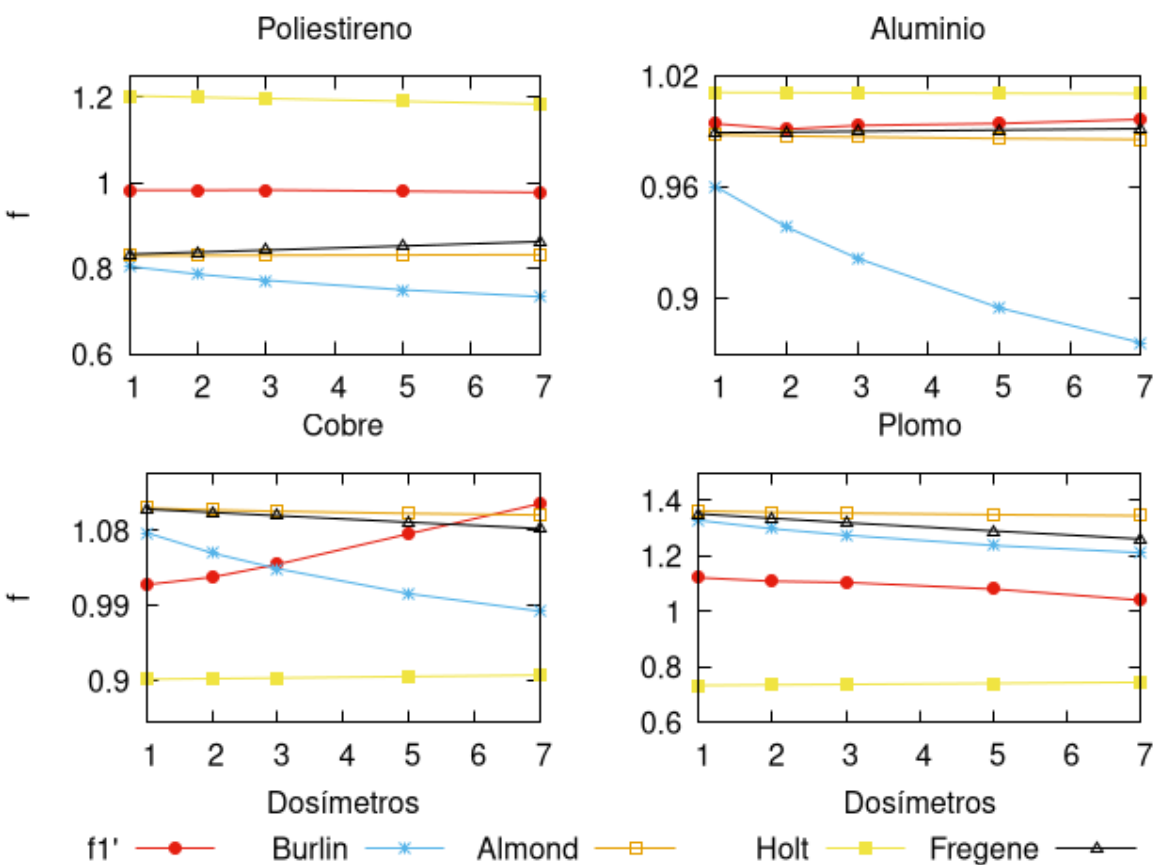 Poliestireno Aluminio
1.2 1.02
1 0.96
0.8 0.9
0.6
f
1 2 3 4 5 6 7 1 2 3 4 5 6 7
Cobre Plomo
1.08 1.4
0.99 1.2
0.9 1
0.8
0.6
f
1 2 3 4 5 6 7 1 2 3 4 5 6 7
Dosímetros Dosímetros
f1' Burlin Almond Holt Fregene